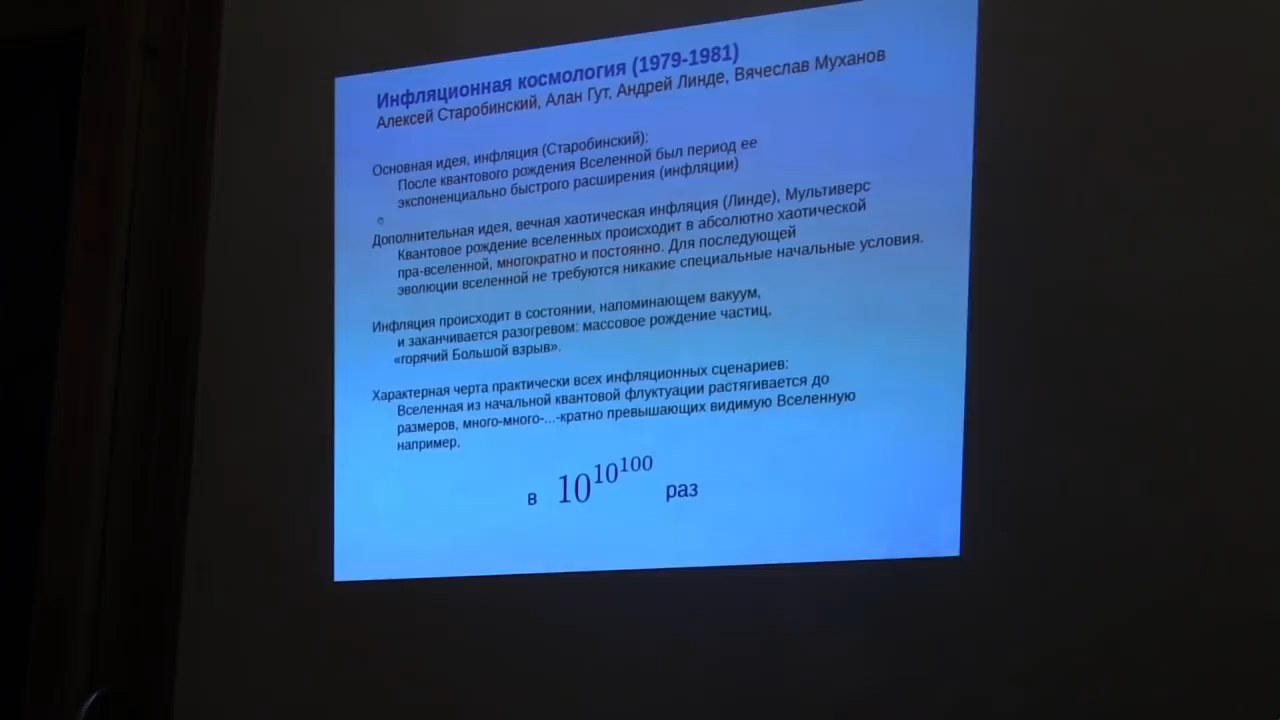 Инфляционная космология (1979-1981)
Алексей Старобинский, Алан Гут, Андрей Линде, Вячеслав Муханов
Основная идея, инфляция (Старобинский):
После квантового рождения Вселенной был период ее
экспоненциально быстрого расширения (инфляции)
Дополнительная идея, вечная хаотическая инфляция (Линде), Мультиверс
Квантовое рождение вселенных происходит в абсолютно хаотической
пра-вселенной, многократно и постоянно. Для последующей
эволюции вселенной не требуются никакие специальные начальные условия.
Инфляция происходит в состоянии, напоминающем вакуум,
и заканчивается разогревом: массовое рождение частиц,
«горячий Большой взрыв».
Характерная черта практически всех инфляционных сценариев:
Вселенная из начальной квантовой флуктуации растягивается до
размеров, много-много-...-кратно превышающих видимую Вселенную
например,
в 10^10^100 раз